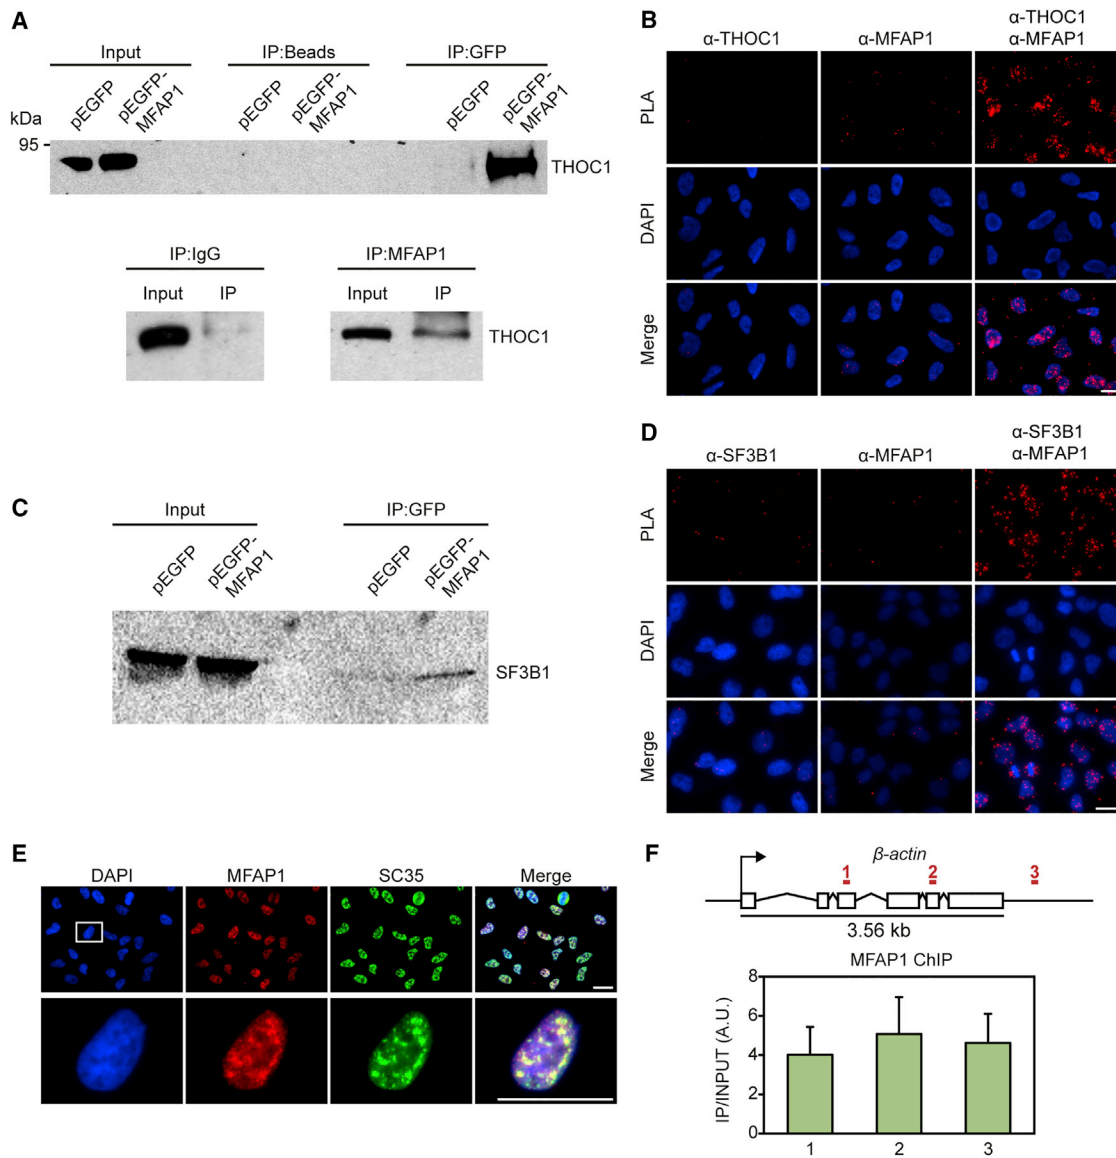 A
Input
IP:Beads
IP:GFP
pEGFP
pEGFP-
MFAP1
pEGFP
pEGFP-
MFAP1
pEGFP
pEGFP-
MFAP1
kDa
95
THOC1
IP:IgG
IP:MFAP1
Input
IP
Input
IP
THOC1
B
α-THOC1
α-MFAP1
α-THOC1
α-MFAP1
PLA
DAPI
Merge
C
Input
IP:GFP
pEGFP
pEGFP-
MFAP1
pEGFP
pEGFP-
MFAP1
SF3B1
D
α-SF3B1
α-MFAP1
α-SF3B1
α-MFAP1
PLA
DAPI
Merge
E
DAPI
MFAP1
SC35
Merge
F
β-actin
1
2
3
3.56 kb
MFAP1 ChIP
IP/INPUT (A.U.)
8
6
4
2
0
1
2
3